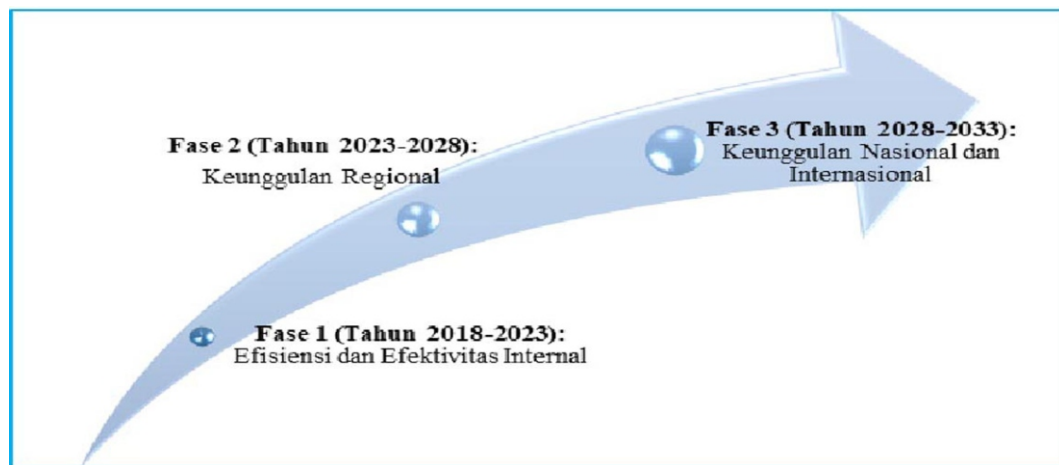 Fase 2 (Tahun 2023-2028):
Keunggulan Regional
Fase 3 (Tahun 2028-2033):
Keunggulan Nasional dan
Internasional
Fase 1 (Tahun 2018-2023):
Efisiensi dan Efektivitas Internal